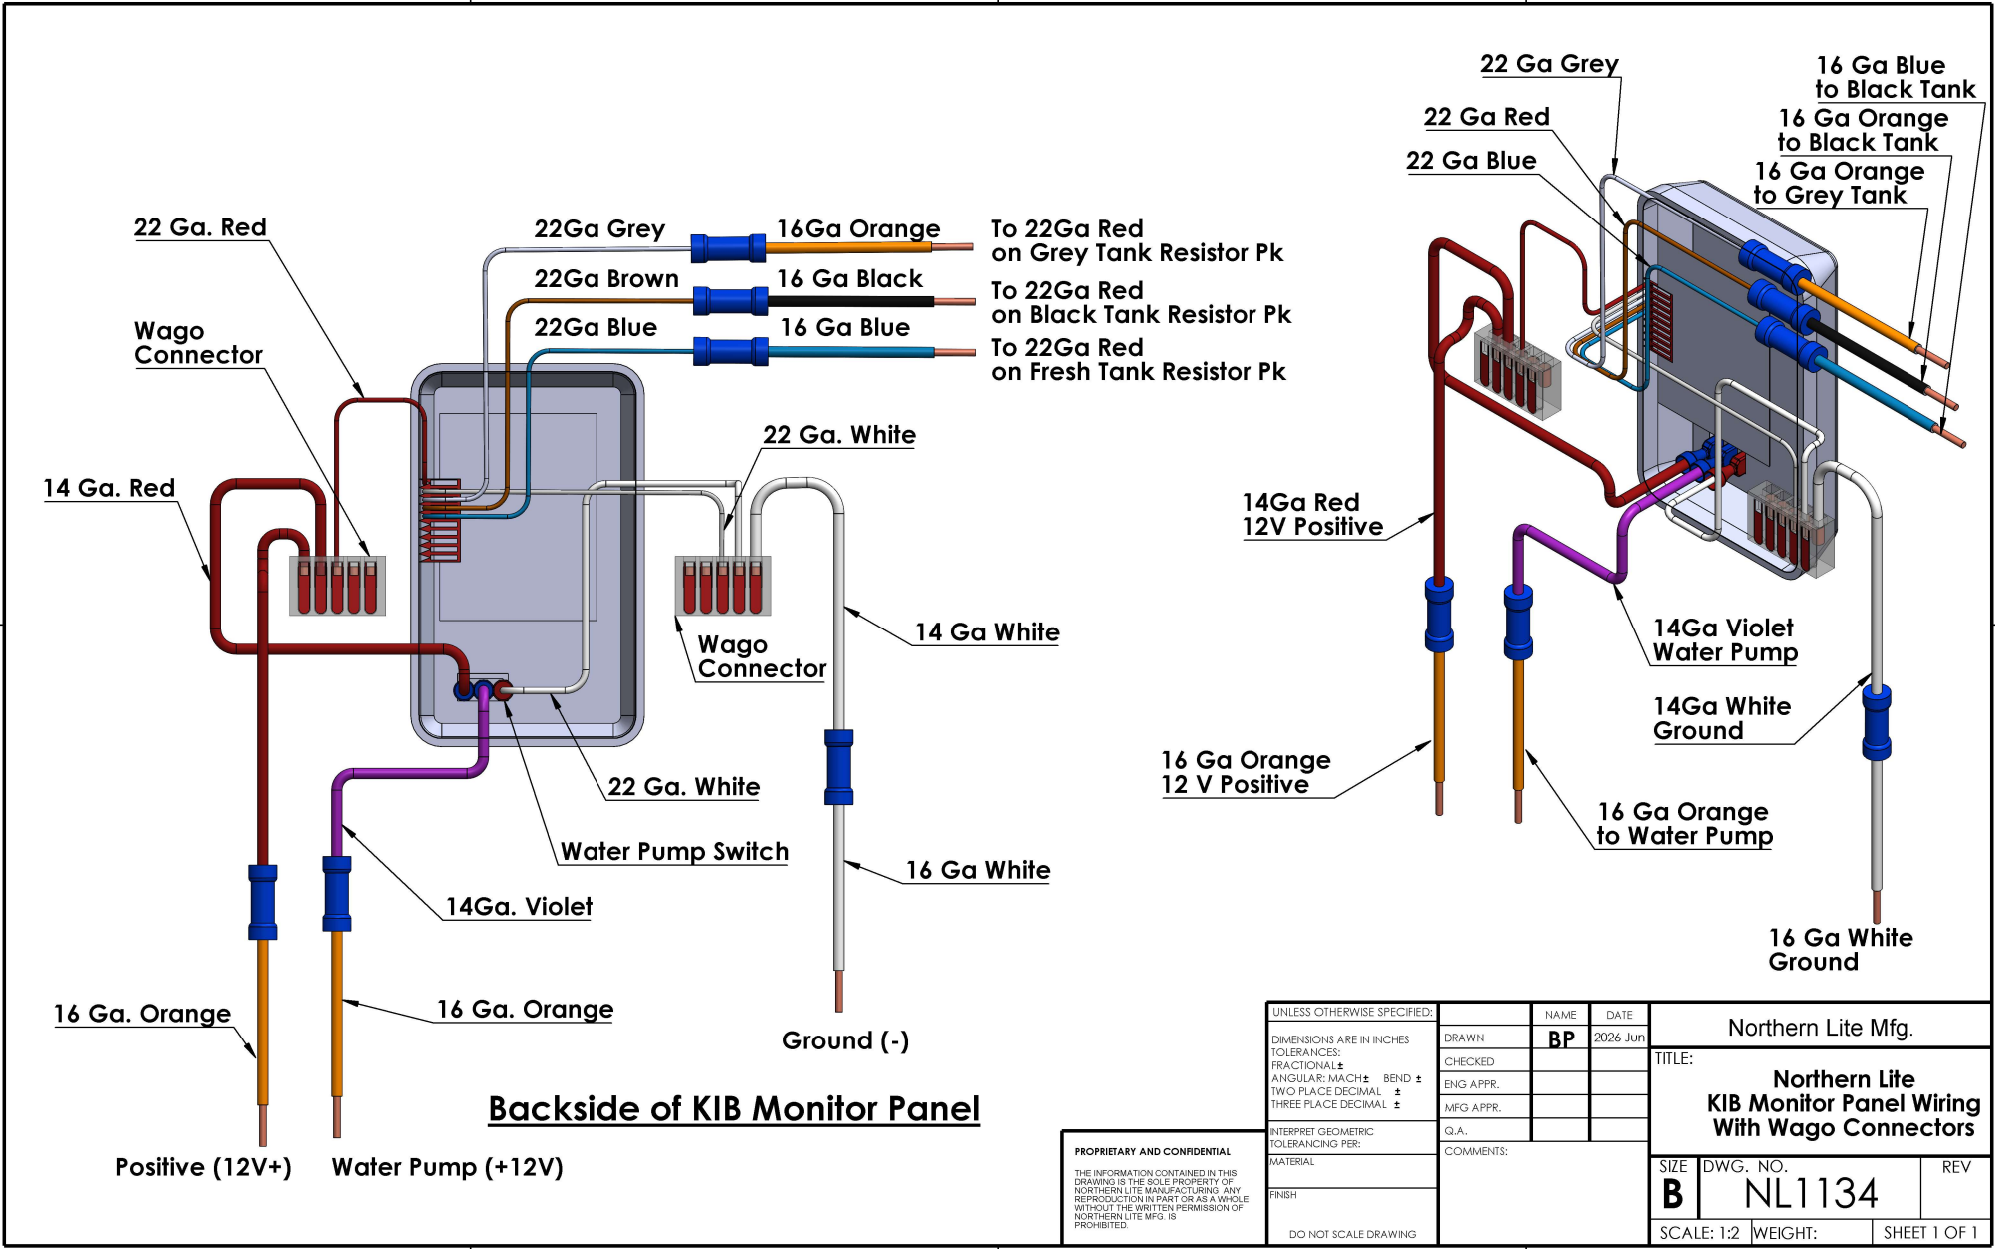 22 Ga. Red
Wago
Connector
14 Ga. Red
22Ga Grey
16Ga Orange
To 22Ga Red
on Grey Tank Resistor Pk
22Ga Brown
16 Ga Black
To 22Ga Red
on Black Tank Resistor Pk
22Ga Blue
16 Ga Blue
To 22Ga Red
on Fresh Tank Resistor Pk
22 Ga. White
14 Ga White
Wago
Connector
22 Ga. White
Water Pump Switch
16 Ga White
14Ga. Violet
16 Ga. Orange
16 Ga. Orange
Ground (-)
Positive (12V+)
Water Pump (+12V)
Backside of KIB Monitor Panel
22 Ga Grey
22 Ga Red
22 Ga Blue
16 Ga Blue
to Black Tank
16 Ga Orange
to Black Tank
16 Ga Orange
to Grey Tank
14Ga Red
12V Positive
14Ga Violet
Water Pump
14Ga White
Ground
16 Ga Orange
12 V Positive
16 Ga Orange
to Water Pump
16 Ga White
Ground
PROPRIETARY AND CONFIDENTIAL
THE INFORMATION CONTAINED IN THIS
DRAWING IS THE SOLE PROPERTY OF
NORTHERN LITE MANUFACTURING ANY
REPRODUCTION IN PART OR AS A WHOLE
WITHOUT THE WRITTEN PERMISSION OF
NORTHERN LITE MFG. IS
PROHIBITED.
UNLESS OTHERWISE SPECIFIED:
DIMENSIONS ARE IN INCHES
TOLERANCES:
FRACTIONAL±
ANGULAR: MACH± BEND ±
TWO PLACE DECIMAL ±
THREE PLACE DECIMAL ±
INTERPRET GEOMETRIC
TOLERANCING PER:
MATERIAL
FINISH
DO NOT SCALE DRAWING
NAME DATE
DRAWN BP 2026 Jun
CHECKED
ENG APPR.
MFG APPR.
Q.A.
COMMENTS:
Northern Lite Mfg.
TITLE:
Northern Lite
KIB Monitor Panel Wiring
With Wago Connectors
SIZE DWG. NO. REV
B NL1134
SCALE: 1:2 WEIGHT: SHEET 1 OF 1